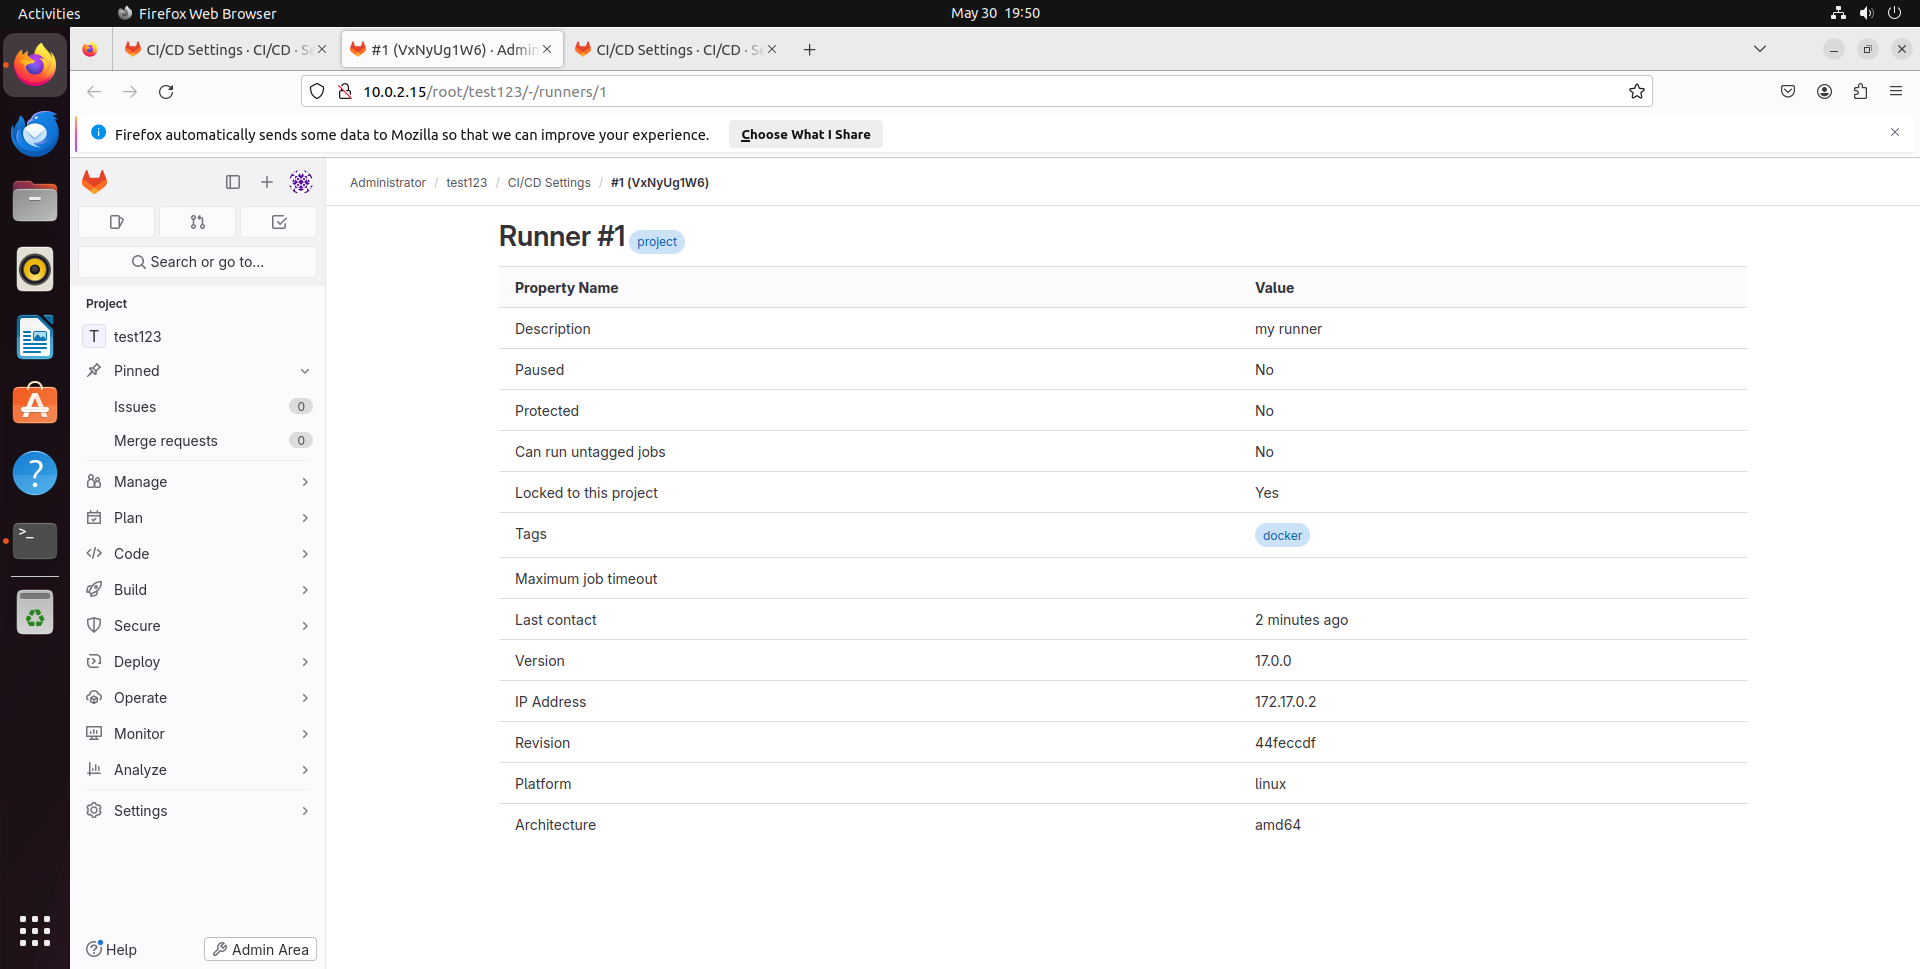 Activities
Firefox Web Browser
May 30 19:50
CI/CD Settings · CI/CD · Se
#1 (VxNyUg1W6) · Admin
CI/CD Settings · CI/CD · Se
10.0.2.15/root/test123/-/runners/1
Firefox automatically sends some data to Mozilla so that we can improve your experience.
Choose What I Share
Administrator / test123 / CI/CD Settings / #1 (VxNyUg1W6)
Search or go to...
Project
T test123
Pinned
Issues 0
Merge requests 0
Manage
Plan
Code
Build
Secure
Deploy
Operate
Monitor
Analyze
Settings
Help
Admin Area
Runner #1 project
Property Name Value
Description my runner
Paused No
Protected No
Can run untagged jobs No
Locked to this project Yes
Tags docker
Maximum job timeout
Last contact 2 minutes ago
Version 17.0.0
IP Address 172.17.0.2
Revision 44feccdf
Platform linux
Architecture amd64